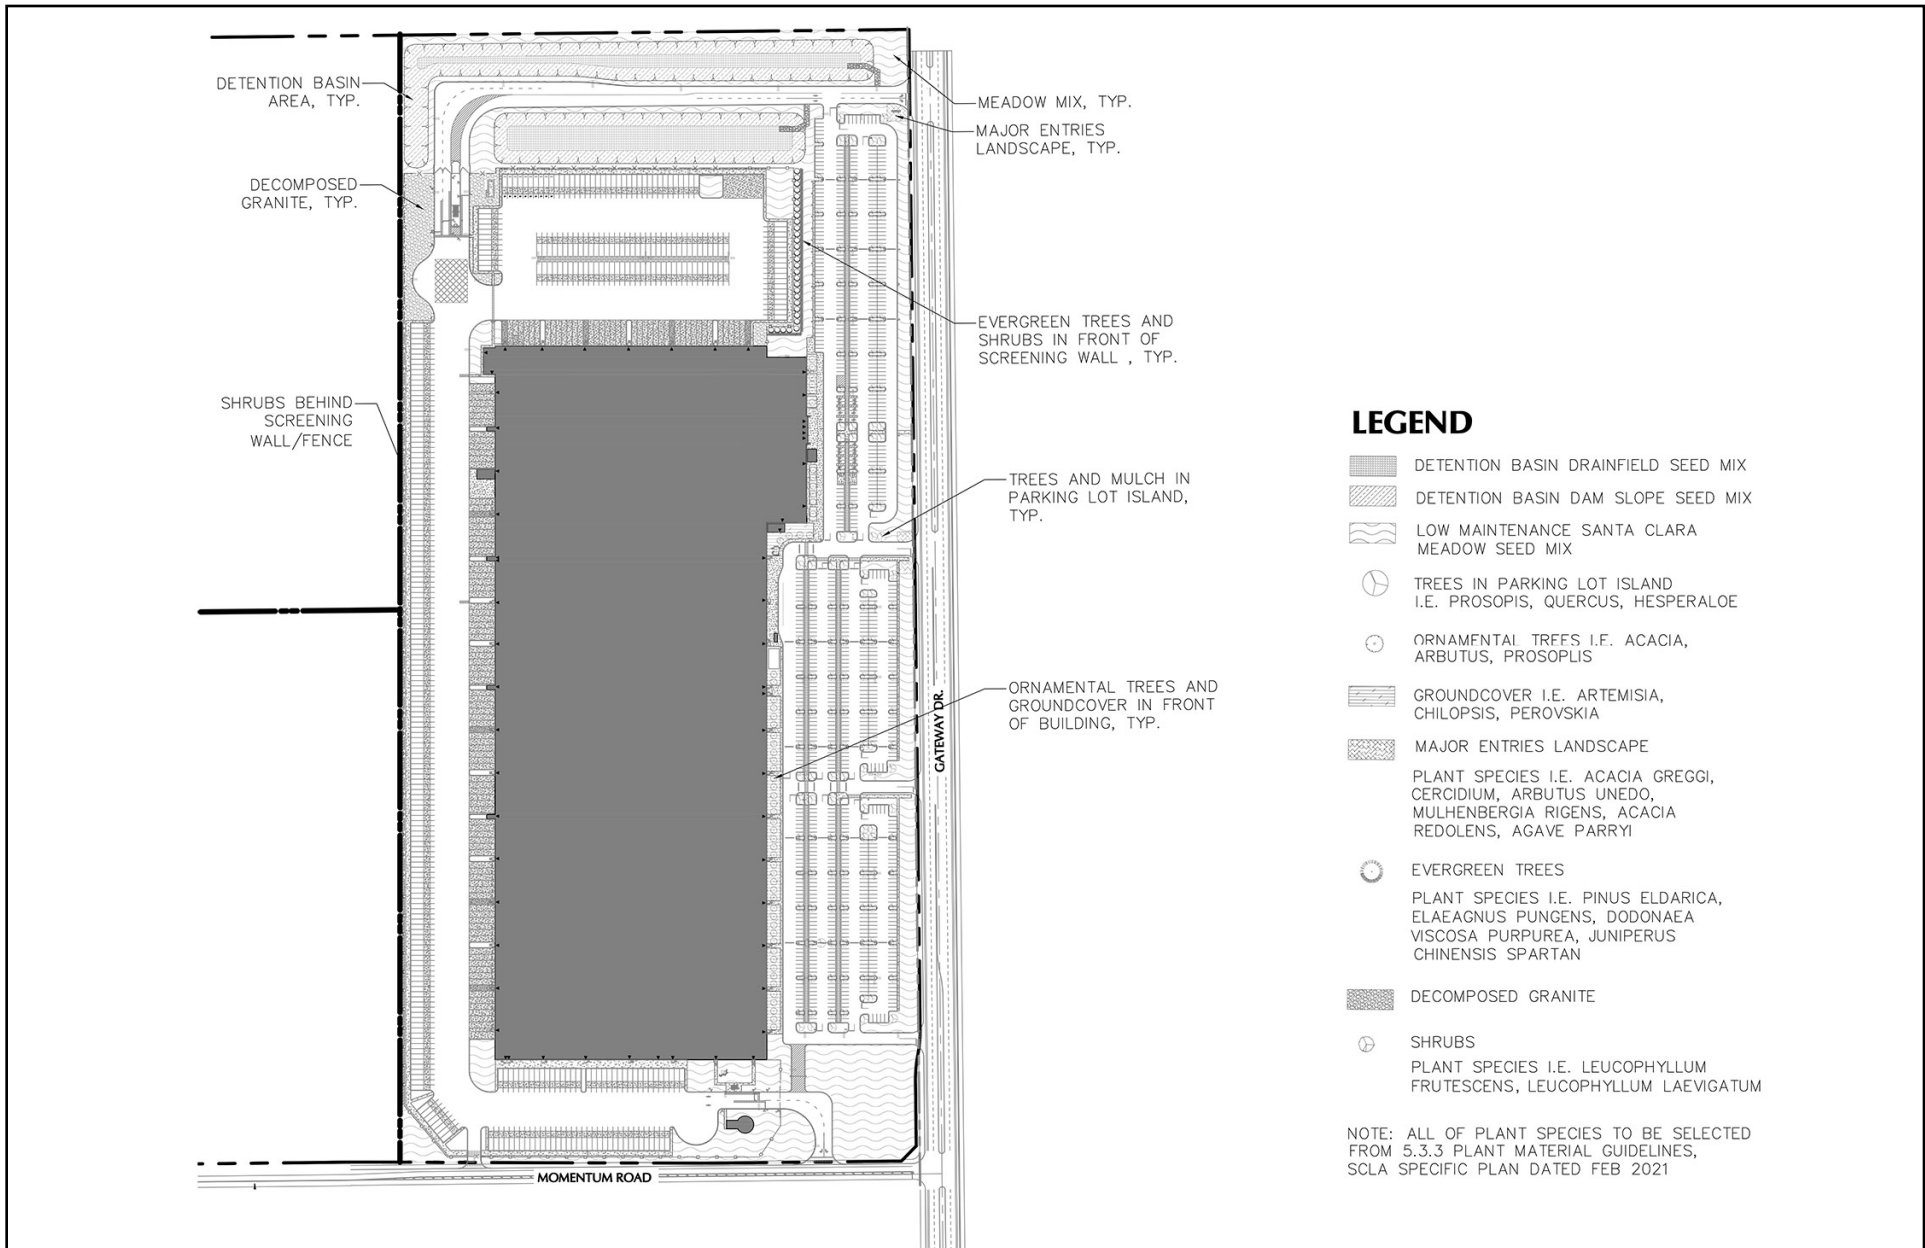 DETENTION BASIN
AREA, TYP.
DECOMPOSED
GRANITE, TYP.
SHRUBS BEHIND
SCREENING
WALL/FENCE
MEADOW MIX, TYP.
MAJOR ENTRIES
LANDSCAPE, TYP.
EVERGREEN TREES AND
SHRUBS IN FRONT OF
SCREENING WALL , TYP.
TREES AND MULCH IN
PARKING LOT ISLAND,
TYP.
ORNAMENTAL TREES AND
GROUNDCOVER IN FRONT
OF BUILDING, TYP.
GATEWAY DR.
MOMENTUM ROAD
LEGEND
DETENTION BASIN DRAINFIELD SEED MIX
DETENTION BASIN DAM SLOPE SEED MIX
LOW MAINTENANCE SANTA CLARA
MEADOW SEED MIX
TREES IN PARKING LOT ISLAND
I.E. PROSOPIS, QUERCUS, HESPERALOE
ORNAMENTAL TREES I.E. ACACIA,
ARBUTUS, PROSOPLIS
GROUNDCOVER I.E. ARTEMISIA,
CHILOPSIS, PEROVSKIA
MAJOR ENTRIES LANDSCAPE
PLANT SPECIES I.E. ACACIA GREGGI,
CERCIDIUM, ARBUTUS UNEDO,
MULHENBERGIA RIGENS, ACACIA
REDOLENS, AGAVE PARRYI
EVERGREEN TREES
PLANT SPECIES I.E. PINUS ELDARICA,
ELAEAGNUS PUNGENS, DODONAEA
VISCOSA PURPUREA, JUNIPERUS
CHINENSIS SPARTAN
DECOMPOSED GRANITE
SHRUBS
PLANT SPECIES I.E. LEUCOPHYLLUM
FRUTESCENS, LEUCOPHYLLUM LAEVIGATUM
NOTE: ALL OF PLANT SPECIES TO BE SELECTED
FROM 5.3.3 PLANT MATERIAL GUIDELINES,
SCLA SPECIFIC PLAN DATED FEB 2021